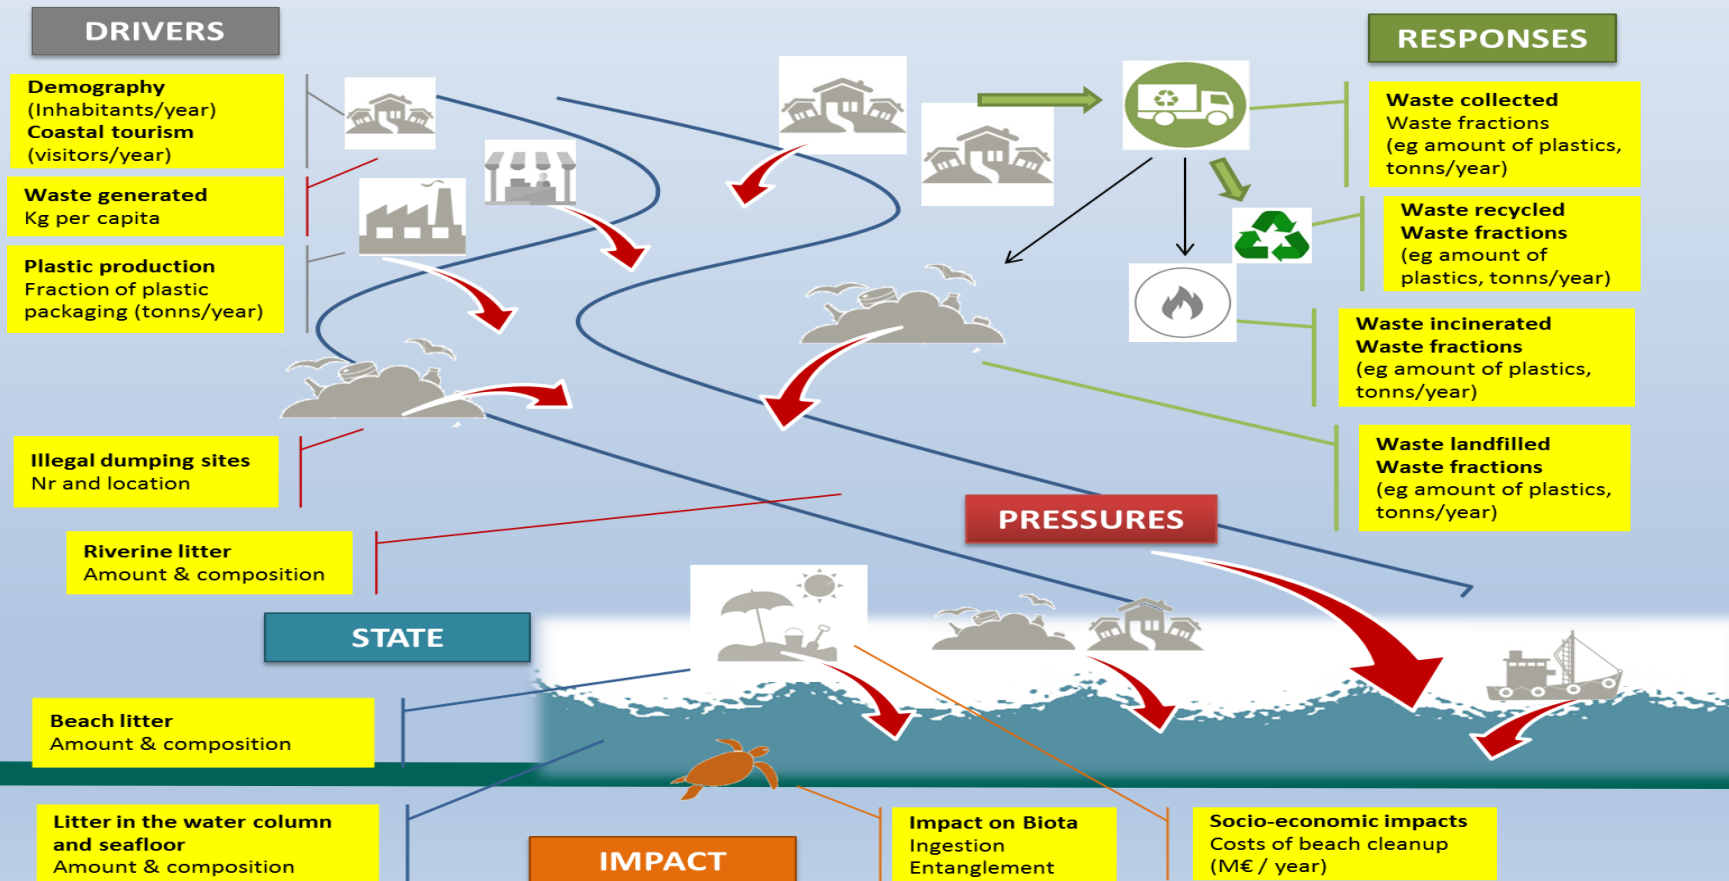 DRIVERS
Demography
(Inhabitants/year)
Coastal tourism
(visitors/year)
Waste generated
Kg per capita
Plastic production
Fraction of plastic
packaging (tonns/year)
Illegal dumping sites
Nr and location
Riverine litter
Amount & composition
RESPONSES
Waste collected
Waste fractions
(eg amount of plastics,
tonns/year)
Waste recycled
Waste fractions
(eg amount of
plastics, tonns/year)
Waste incinerated
Waste fractions
(eg amount of plastics,
tonns/year)
Waste landfilled
Waste fractions
(eg amount of plastics,
tonns/year)
PRESSURES
STATE
Beach litter
Amount & composition
Litter in the water column
and seafloor
Amount & composition
IMPACT
Impact on Biota
Ingestion
Entanglement
Socio-economic impacts
Costs of beach cleanup
(M€ / year)